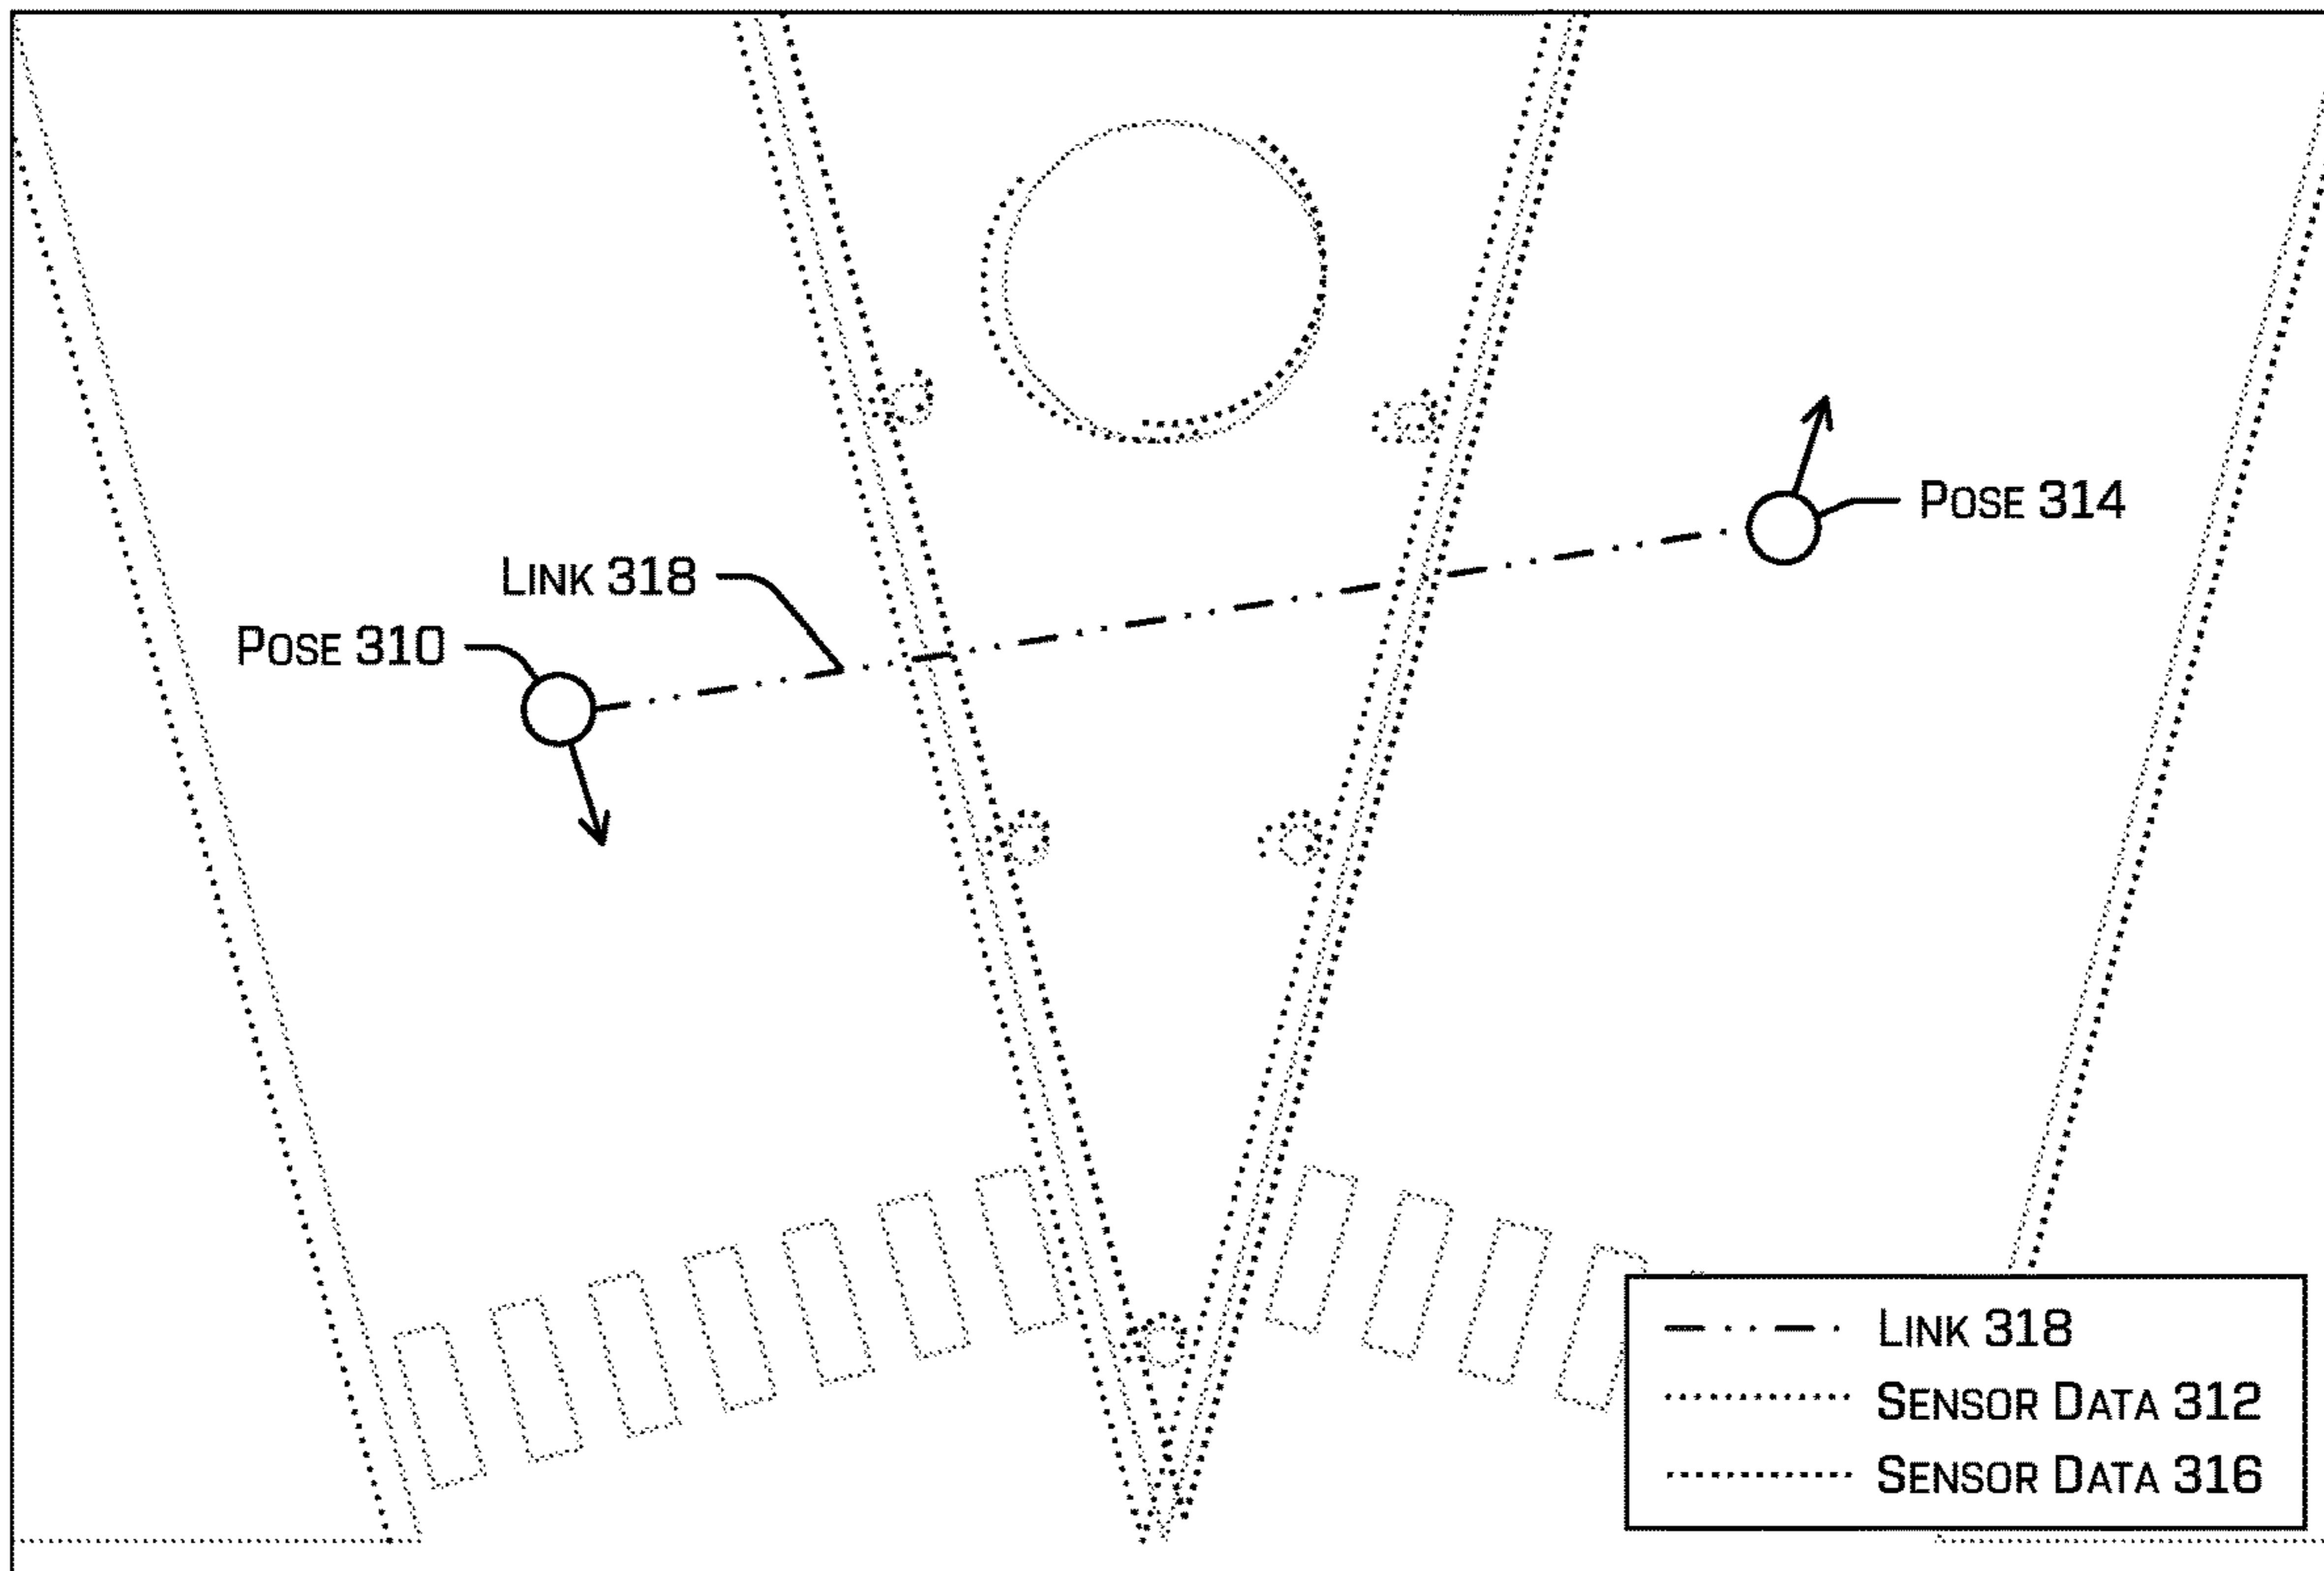 POSE 314
LINK 318
POSE 310
LINK 318
SENSOR DATA 312
SENSOR DATA 316